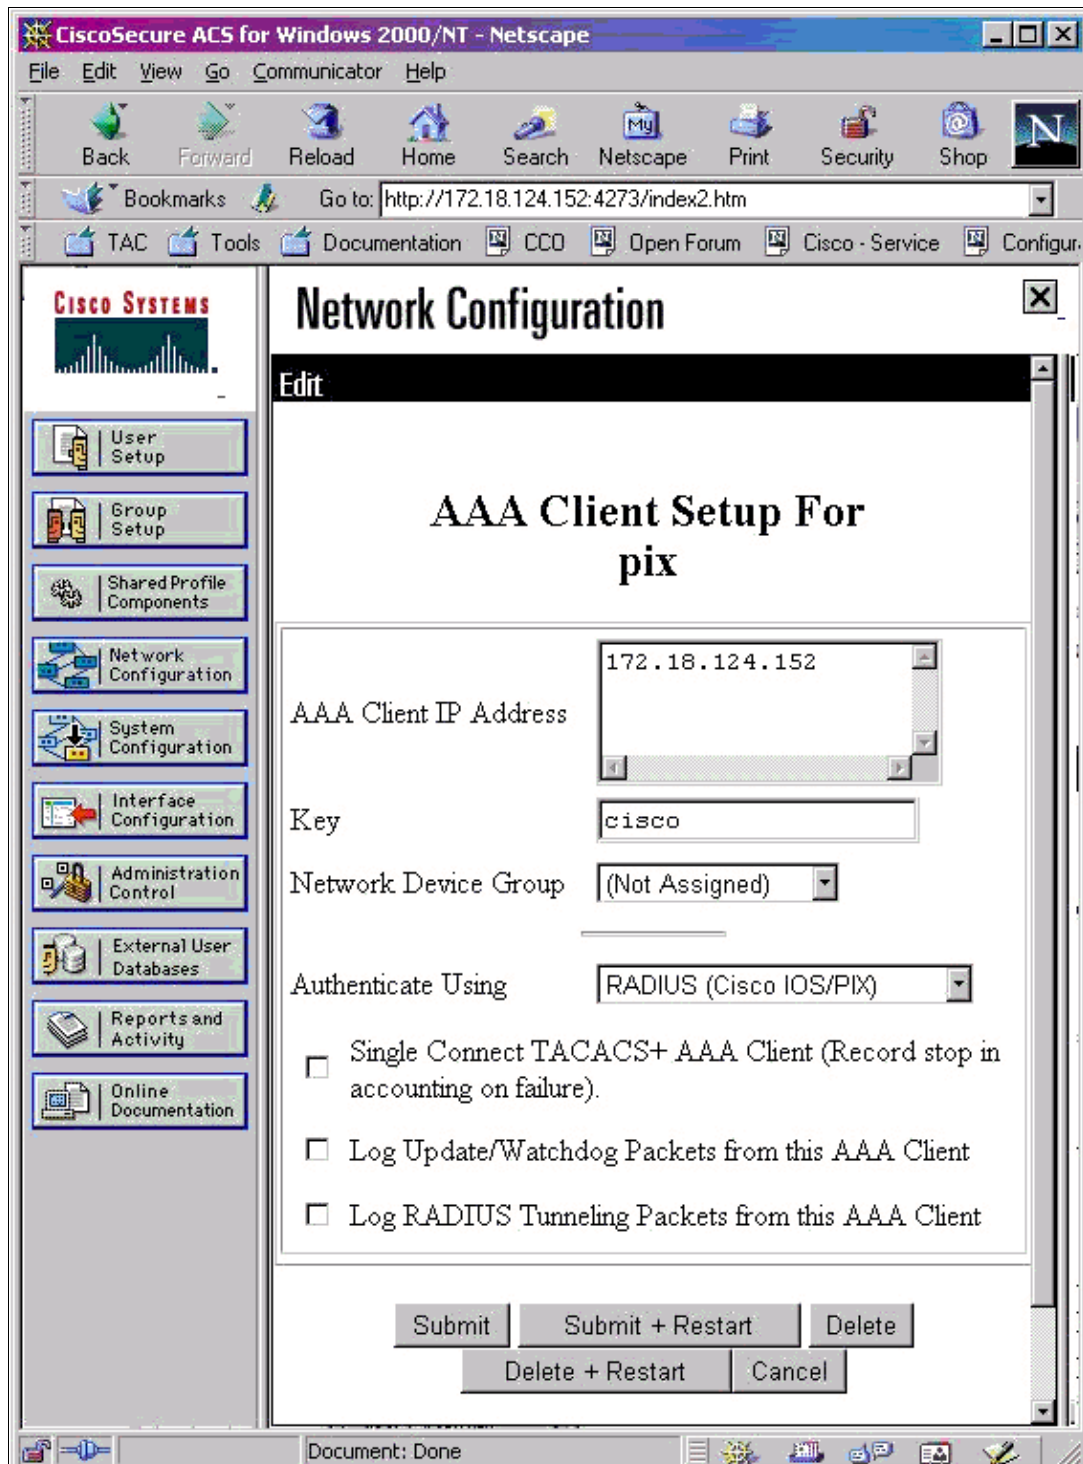 CiscoSecure ACS for Windows 2000/NT - Netscape
File Edit View Go Communicator Help
Back Forward Reload Home Search Netscape Print Security Shop
My
N
Bookmarks Go to: http://172.18.124.152:4273/index2.htm
TAC Tools Documentation CCO Open Forum Cisco - Service Configur
CISCO SYSTEMS
Network Configuration
Edit
User
Setup
Group
Setup
Shared Profile
Components
Network
Configuration
System
Configuration
Interface
Configuration
Administration
Control
External User
Databases
Reports and
Activity
Online
Documentation
AAA Client Setup For
pix
AAA Client IP Address 172.18.124.152
Key cisco
Network Device Group (Not Assigned)
Authenticate Using RADIUS (Cisco IOS/PIX)
Single Connect TACACS+ AAA Client (Record stop in
accounting on failure).
Log Update/Watchdog Packets from this AAA Client
Log RADIUS Tunneling Packets from this AAA Client
Submit Submit + Restart Delete
Delete + Restart Cancel
Document: Done